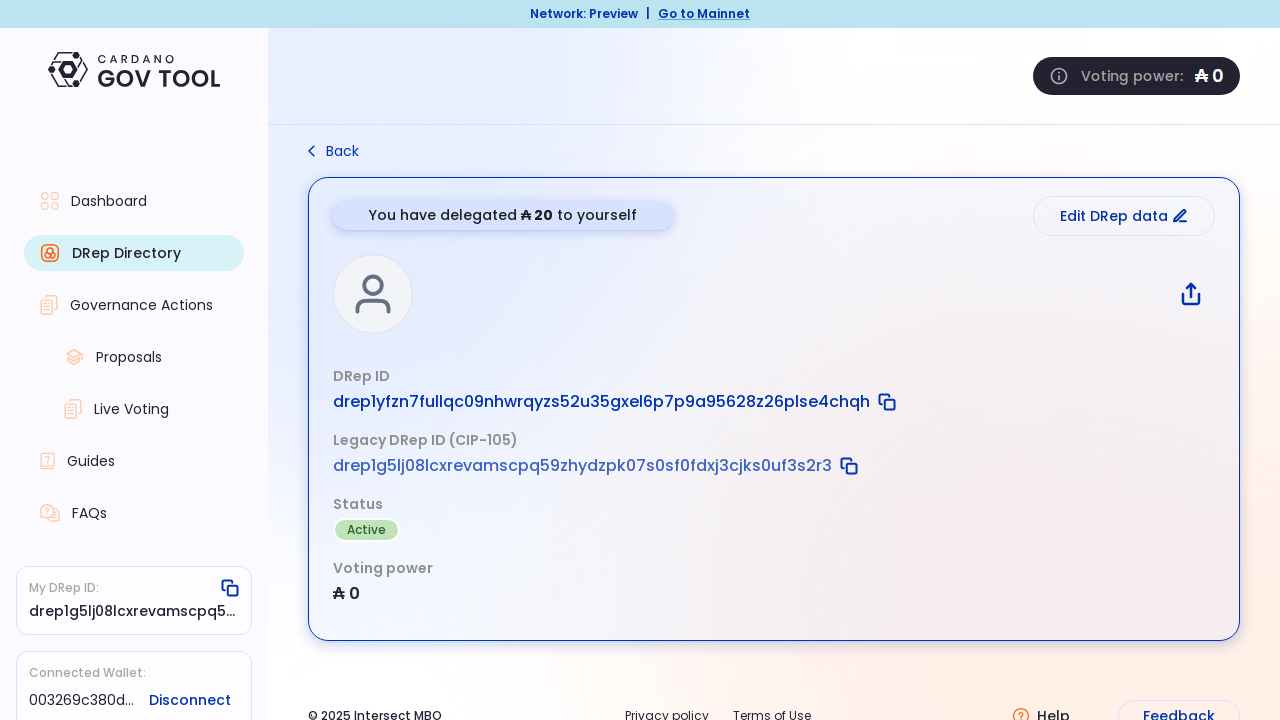 Network: Preview | Go to Mainnet
CARDANO
GOV TOOL
Voting power: ₳ 0
Back
Dashboard
DRep Directory
Governance Actions
Proposals
Live Voting
Guides
FAQs
My DRep ID:
drep1g5lj08lcxrevamscpq5...
Connected Wallet:
003269c380d... Disconnect
You have delegated ₳ 20 to yourself
Edit DRep data
DRep ID
drep1yfzn7fullqc09nhwrqyzs52u35gxel6p7p9a95628z26plse4chqh
Legacy DRep ID (CIP-105)
drep1g5lj08lcxrevamscpq59zhydzpk07s0sf0fdxj3cjks0uf3s2r3
Status
Active
Voting power
₳ 0
© 2025 Intersect MBO Privacy policy Terms of Use Help Feedback